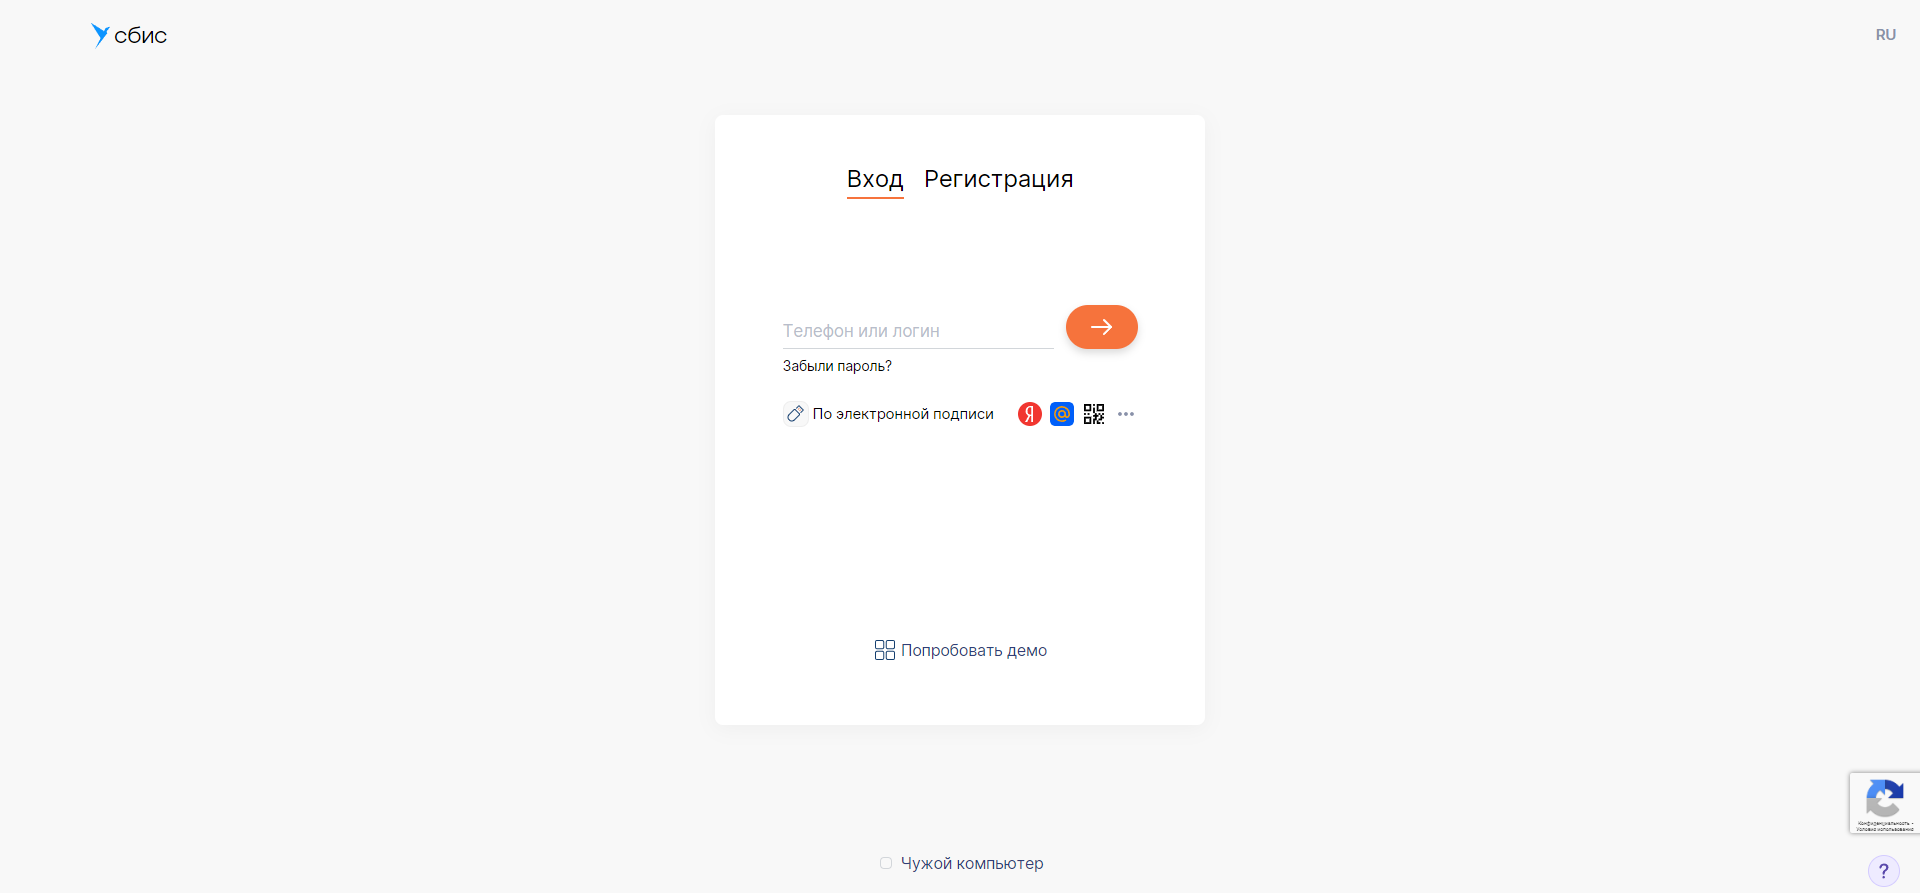 сбис
RU
Вход Регистрация
Телефон или логин
Забыли пароль?
По электронной подписи
Попробовать демо
Конфиденциальность -
Условия использования
Чужой компьютер
?